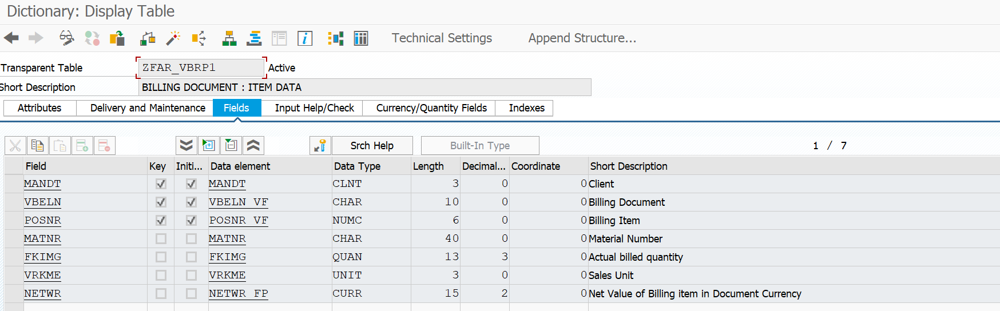 Dictionary: Display Table
Technical Settings Append Structure...
Transparent Table ZFAR_VBRP1 Active
Short Description BILLING DOCUMENT : ITEM DATA
Attributes Delivery and Maintenance Fields Input Help/Check Currency/Quantity Fields Indexes
Srch Help Built-In Type 1 / 7
Field Key Initi... Data element Data Type Length Decimal... Coordinate Short Description
MANDT MANDT CLNT 3 0 0 Client
VBELN VBELN_VF CHAR 10 0 0 Billing Document
POSNR POSNR_VF NUMC 6 0 0 Billing Item
MATNR MATNR CHAR 40 0 0 Material Number
FKIMG FKIMG QUAN 13 3 0 Actual billed quantity
VRKME VRKME UNIT 3 0 0 Sales Unit
NETWR NETWR_FP CURR 15 2 0 Net Value of Billing item in Document Currency